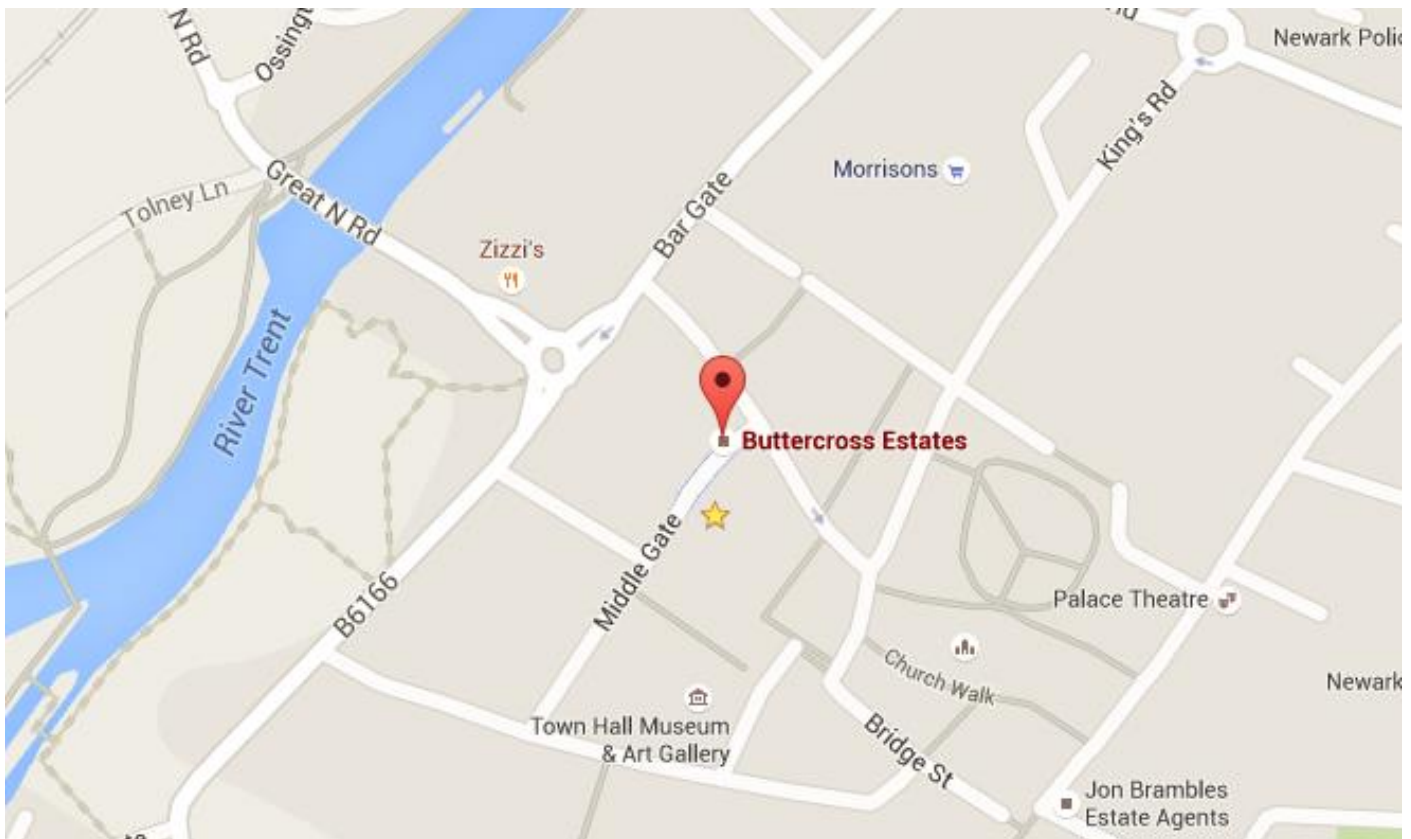 N Rd
Ossingt
Newark Polic
King's Rd
Morrisons
Great N Rd
Tolney Ln
Bar Gate
Zizzi's
River Trent
Buttercross Estates
Middle Gate
B6166
Palace Theatre
Church Walk
Newark
Town Hall Museum
& Art Gallery
Bridge St
Jon Brambles
Estate Agents